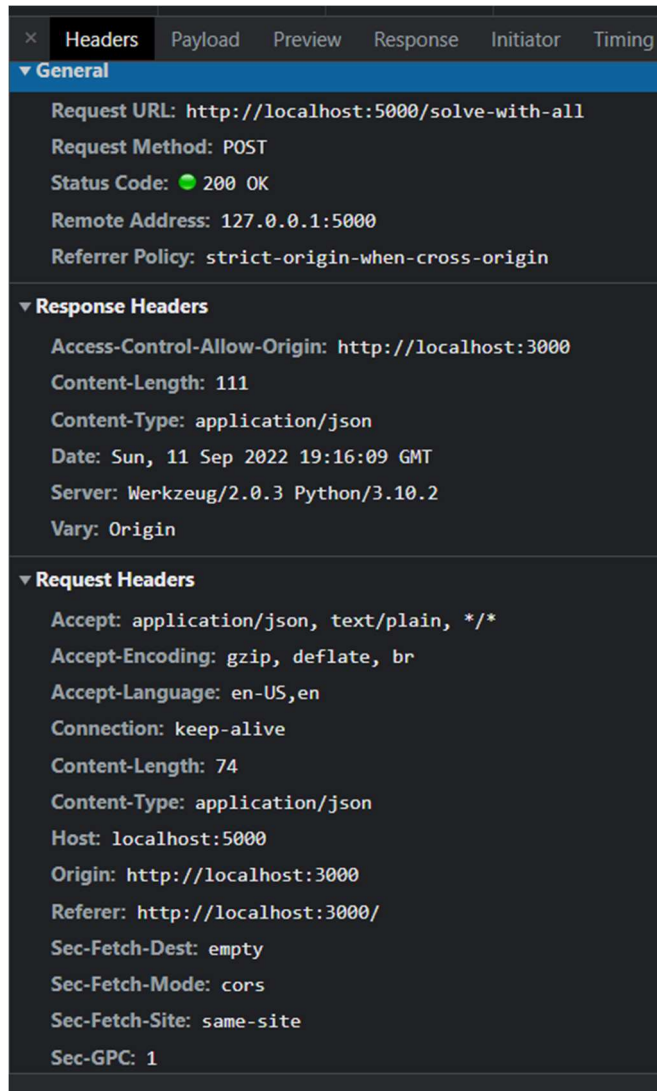 × Headers Payload Preview Response Initiator Timing
▼ General
Request URL: http://localhost:5000/solve-with-all
Request Method: POST
Status Code: 200 OK
Remote Address: 127.0.0.1:5000
Referrer Policy: strict-origin-when-cross-origin
▼ Response Headers
Access-Control-Allow-Origin: http://localhost:3000
Content-Length: 111
Content-Type: application/json
Date: Sun, 11 Sep 2022 19:16:09 GMT
Server: Werkzeug/2.0.3 Python/3.10.2
Vary: Origin
▼ Request Headers
Accept: application/json, text/plain, */*
Accept-Encoding: gzip, deflate, br
Accept-Language: en-US,en
Connection: keep-alive
Content-Length: 74
Content-Type: application/json
Host: localhost:5000
Origin: http://localhost:3000
Referer: http://localhost:3000/
Sec-Fetch-Dest: empty
Sec-Fetch-Mode: cors
Sec-Fetch-Site: same-site
Sec-GPC: 1